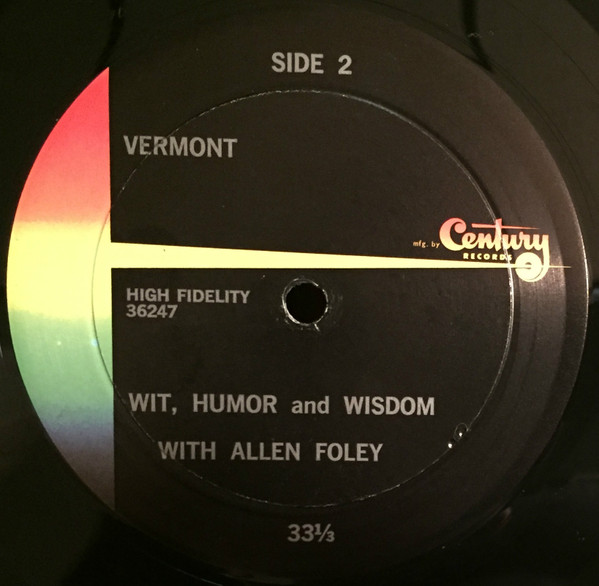 SIDE 2
VERMONT
mfg. by Century
RECORDS
HIGH FIDELITY
36247
WIT, HUMOR and WISDOM
WITH ALLEN FOLEY
33⅓